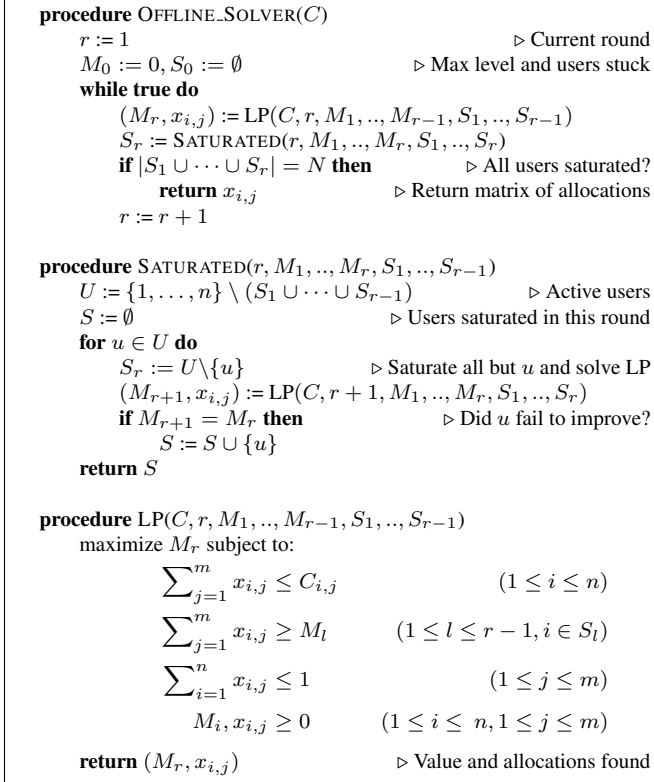 procedure OFFLINE_SOLVER(C)
r := 1 ▷ Current round
M_0 := 0, S_0 := ∅ ▷ Max level and users stuck
while true do
(M_r, x_{i,j}) := LP(C, r, M_1, .., M_{r−1}, S_1, .., S_{r−1})
S_r := SATURATED(r, M_1, .., M_r, S_1, .., S_r)
if |S_1 ∪ ⋯ ∪ S_r| = N then ▷ All users saturated?
return x_{i,j} ▷ Return matrix of allocations
r := r + 1
procedure SATURATED(r, M_1, .., M_r, S_1, .., S_{r−1})
U := {1, . . . , n} \ (S_1 ∪ ⋯ ∪ S_{r−1}) ▷ Active users
S := ∅ ▷ Users saturated in this round
for u ∈ U do
S_r := U\{u} ▷ Saturate all but u and solve LP
(M_{r+1}, x_{i,j}) := LP(C, r + 1, M_1, .., M_r, S_1, .., S_r)
if M_{r+1} = M_r then ▷ Did u fail to improve?
S := S ∪ {u}
return S
procedure LP(C, r, M_1, .., M_{r−1}, S_1, .., S_{r−1})
maximize M_r subject to:
∑_{j=1}^{m} x_{i,j} ≤ C_{i,j} (1 ≤ i ≤ n)
∑_{j=1}^{m} x_{i,j} ≥ M_l (1 ≤ l ≤ r − 1, i ∈ S_l)
∑_{i=1}^{n} x_{i,j} ≤ 1 (1 ≤ j ≤ m)
M_i, x_{i,j} ≥ 0 (1 ≤ i ≤ n, 1 ≤ j ≤ m)
return (M_r, x_{i,j}) ▷ Value and allocations found